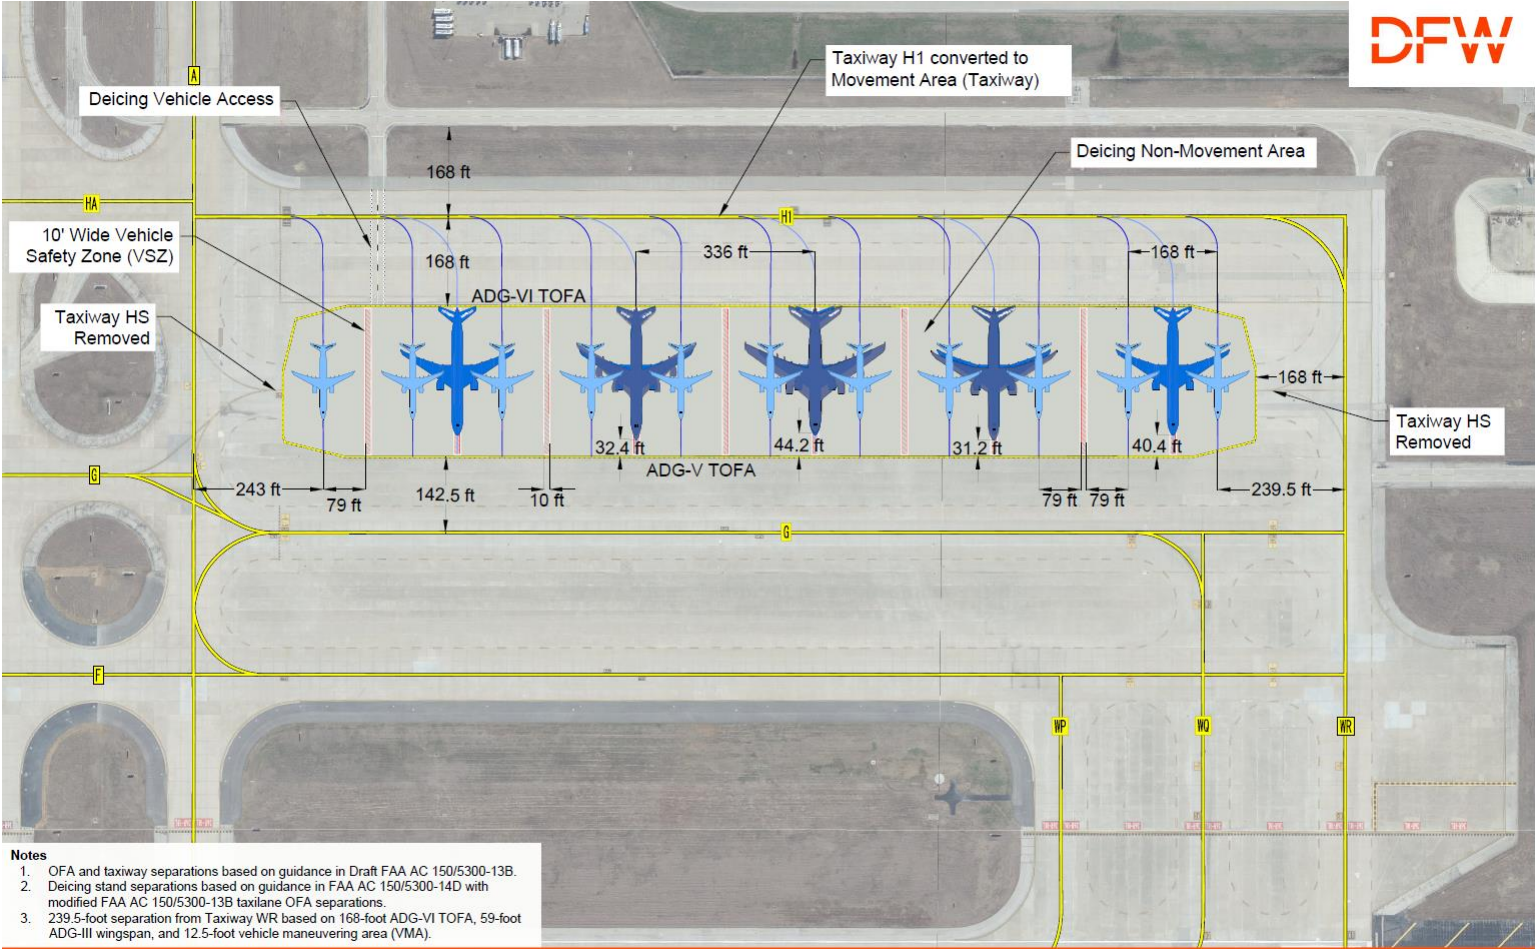 DFW
A
Taxiway H1 converted to
Movement Area (Taxiway)
Deicing Vehicle Access
Deicing Non-Movement Area
168 ft
HA
H1
10' Wide Vehicle
Safety Zone (VSZ)
336 ft
168 ft
168 ft
ADG-VI TOFA
Taxiway HS
Removed
168 ft
Taxiway HS
Removed
32.4 ft
44.2 ft
31.2 ft
40.4 ft
ADG-V TOFA
G
243 ft
79 ft
142.5 ft
10 ft
79 ft
79 ft
239.5 ft
G
F
WP
WQ
WR
Notes
1. OFA and taxiway separations based on guidance in Draft FAA AC 150/5300-13B.
2. Deicing stand separations based on guidance in FAA AC 150/5300-14D with
modified FAA AC 150/5300-13B taxilane OFA separations.
3. 239.5-foot separation from Taxiway WR based on 168-foot ADG-VI TOFA, 59-foot
ADG-III wingspan, and 12.5-foot vehicle maneuvering area (VMA).